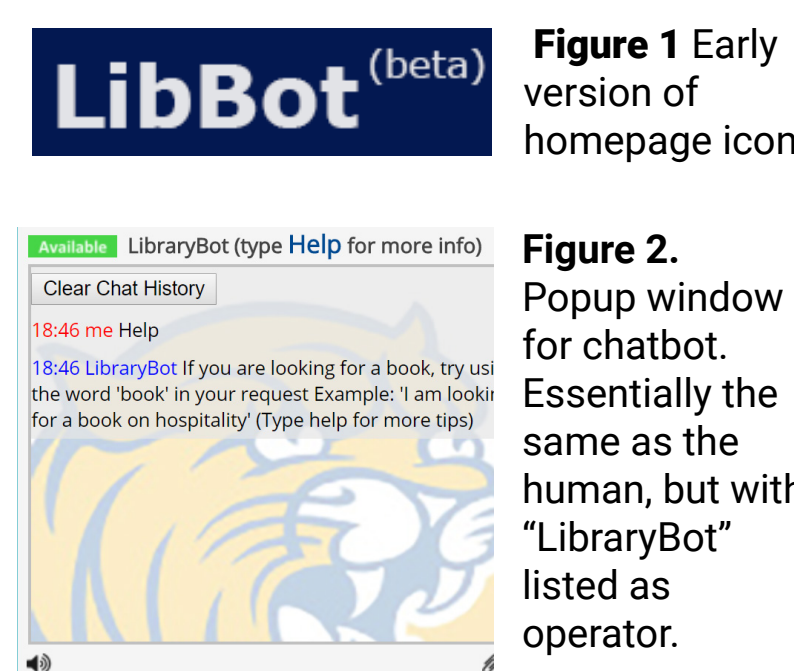 LibBot (beta)
Figure 1 Early
version of
homepage icon
Available LibraryBot (type Help for more info)
Clear Chat History
18:46 me Help
18:46 LibraryBot If you are looking for a book, try usi
the word 'book' in your request Example: 'I am lookin
for a book on hospitality' (Type help for more tips)
Figure 2.
Popup window
for chatbot.
Essentially the
same as the
human, but with
“LibraryBot”
listed as
operator.